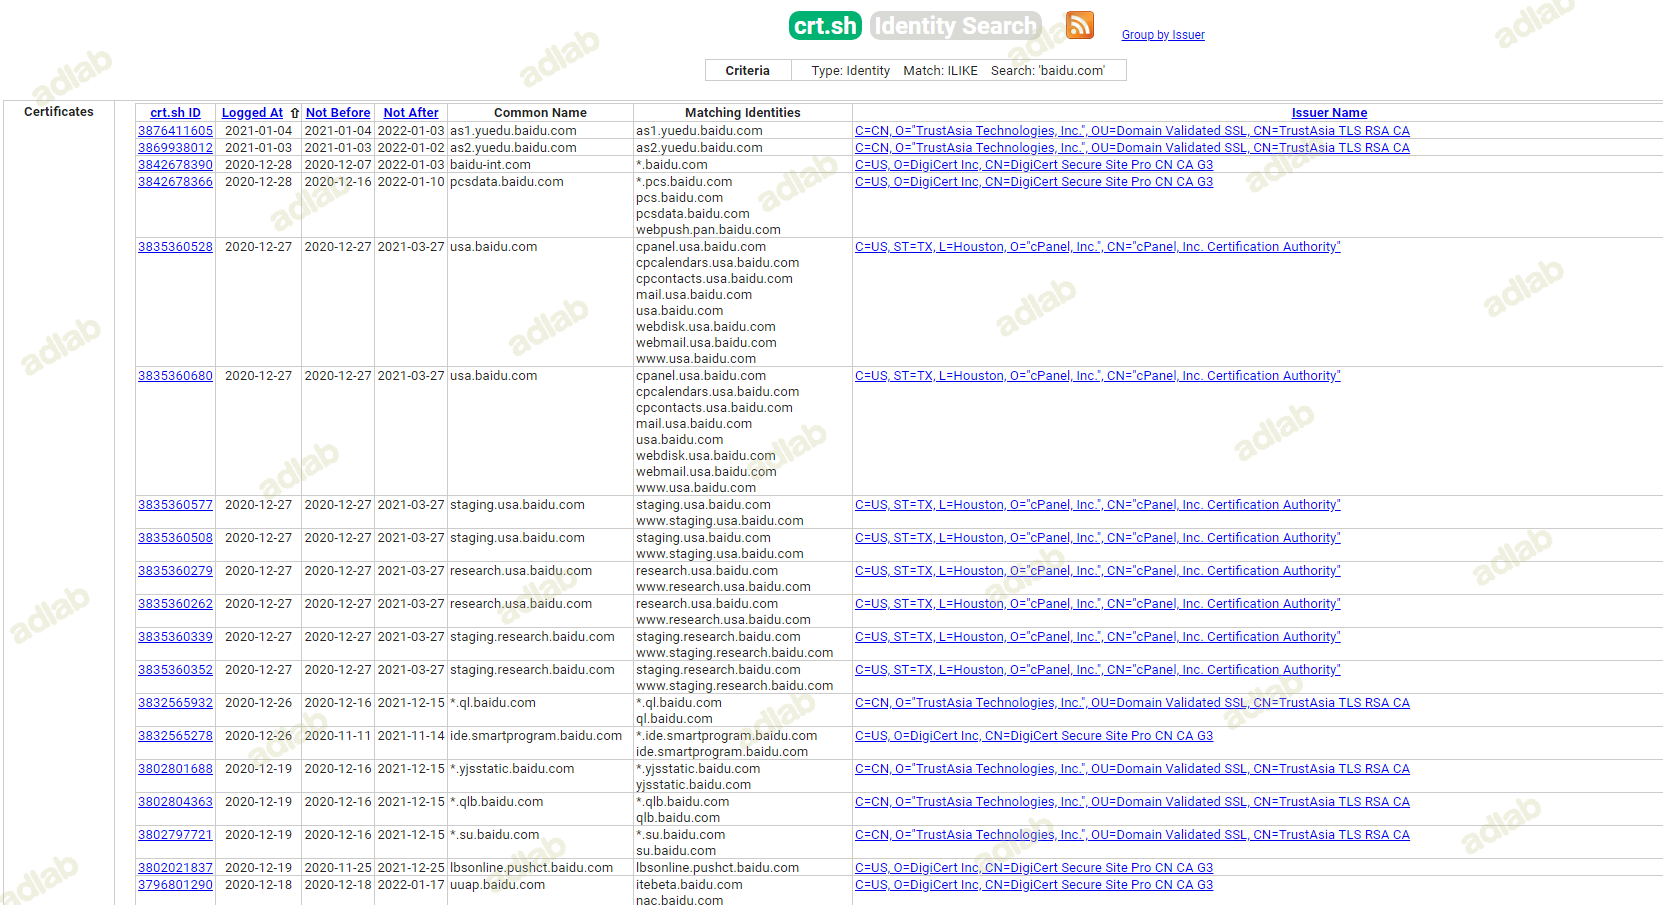 crt.sh Identity Search Group by Issuer
Criteria Type: Identity Match: ILIKE Search: 'baidu.com'
Certificates crt.sh ID Logged At ⇧ Not Before Not After Common Name Matching Identities Issuer Name
3876411605 2021-01-04 2021-01-04 2022-01-03 as1.yuedu.baidu.com as1.yuedu.baidu.com C=CN, O="TrustAsia Technologies, Inc.", OU=Domain Validated SSL, CN=TrustAsia TLS RSA CA
3869938012 2021-01-03 2021-01-03 2022-01-02 as2.yuedu.baidu.com as2.yuedu.baidu.com C=CN, O="TrustAsia Technologies, Inc.", OU=Domain Validated SSL, CN=TrustAsia TLS RSA CA
3842678390 2020-12-28 2020-12-07 2022-01-03 baidu-int.com *.baidu.com C=US, O=DigiCert Inc, CN=DigiCert Secure Site Pro CN CA G3
3842678366 2020-12-28 2020-12-16 2022-01-10 pcsdata.baidu.com *.pcs.baidu.com C=US, O=DigiCert Inc, CN=DigiCert Secure Site Pro CN CA G3
pcs.baidu.com
pcsdata.baidu.com
webpush.pan.baidu.com
3835360528 2020-12-27 2020-12-27 2021-03-27 usa.baidu.com cpanel.usa.baidu.com C=US, ST=TX, L=Houston, O="cPanel, Inc.", CN="cPanel, Inc. Certification Authority"
cpcalendars.usa.baidu.com
cpcontacts.usa.baidu.com
mail.usa.baidu.com
usa.baidu.com
webdisk.usa.baidu.com
webmail.usa.baidu.com
www.usa.baidu.com
3835360680 2020-12-27 2020-12-27 2021-03-27 usa.baidu.com cpanel.usa.baidu.com C=US, ST=TX, L=Houston, O="cPanel, Inc.", CN="cPanel, Inc. Certification Authority"
cpcalendars.usa.baidu.com
cpcontacts.usa.baidu.com
mail.usa.baidu.com
usa.baidu.com
webdisk.usa.baidu.com
webmail.usa.baidu.com
www.usa.baidu.com
3835360577 2020-12-27 2020-12-27 2021-03-27 staging.usa.baidu.com staging.usa.baidu.com C=US, ST=TX, L=Houston, O="cPanel, Inc.", CN="cPanel, Inc. Certification Authority"
www.staging.usa.baidu.com
3835360508 2020-12-27 2020-12-27 2021-03-27 staging.usa.baidu.com staging.usa.baidu.com C=US, ST=TX, L=Houston, O="cPanel, Inc.", CN="cPanel, Inc. Certification Authority"
www.staging.usa.baidu.com
3835360279 2020-12-27 2020-12-27 2021-03-27 research.usa.baidu.com research.usa.baidu.com C=US, ST=TX, L=Houston, O="cPanel, Inc.", CN="cPanel, Inc. Certification Authority"
www.research.usa.baidu.com
3835360262 2020-12-27 2020-12-27 2021-03-27 research.usa.baidu.com research.usa.baidu.com C=US, ST=TX, L=Houston, O="cPanel, Inc.", CN="cPanel, Inc. Certification Authority"
www.research.usa.baidu.com
3835360339 2020-12-27 2020-12-27 2021-03-27 staging.research.baidu.com staging.research.baidu.com C=US, ST=TX, L=Houston, O="cPanel, Inc.", CN="cPanel, Inc. Certification Authority"
www.staging.research.baidu.com
3835360352 2020-12-27 2020-12-27 2021-03-27 staging.research.baidu.com staging.research.baidu.com C=US, ST=TX, L=Houston, O="cPanel, Inc.", CN="cPanel, Inc. Certification Authority"
www.staging.research.baidu.com
3832565932 2020-12-26 2020-12-16 2021-12-15 *.ql.baidu.com *.ql.baidu.com C=CN, O="TrustAsia Technologies, Inc.", OU=Domain Validated SSL, CN=TrustAsia TLS RSA CA
ql.baidu.com
3832565278 2020-12-26 2020-11-11 2021-11-14 ide.smartprogram.baidu.com *.ide.smartprogram.baidu.com C=US, O=DigiCert Inc, CN=DigiCert Secure Site Pro CN CA G3
ide.smartprogram.baidu.com
3802801688 2020-12-19 2020-12-16 2021-12-15 *.yjsstatic.baidu.com *.yjsstatic.baidu.com C=CN, O="TrustAsia Technologies, Inc.", OU=Domain Validated SSL, CN=TrustAsia TLS RSA CA
yjsstatic.baidu.com
3802804363 2020-12-19 2020-12-16 2021-12-15 *.qlb.baidu.com *.qlb.baidu.com C=CN, O="TrustAsia Technologies, Inc.", OU=Domain Validated SSL, CN=TrustAsia TLS RSA CA
qlb.baidu.com
3802797721 2020-12-19 2020-12-16 2021-12-15 *.su.baidu.com *.su.baidu.com C=CN, O="TrustAsia Technologies, Inc.", OU=Domain Validated SSL, CN=TrustAsia TLS RSA CA
su.baidu.com
3802021837 2020-12-19 2020-11-25 2021-12-25 lbsonline.pushct.baidu.com lbsonline.pushct.baidu.com C=US, O=DigiCert Inc, CN=DigiCert Secure Site Pro CN CA G3
3796801290 2020-12-18 2020-12-18 2022-01-17 uuap.baidu.com itebeta.baidu.com C=US, O=DigiCert Inc, CN=DigiCert Secure Site Pro CN CA G3
nac.baidu.com